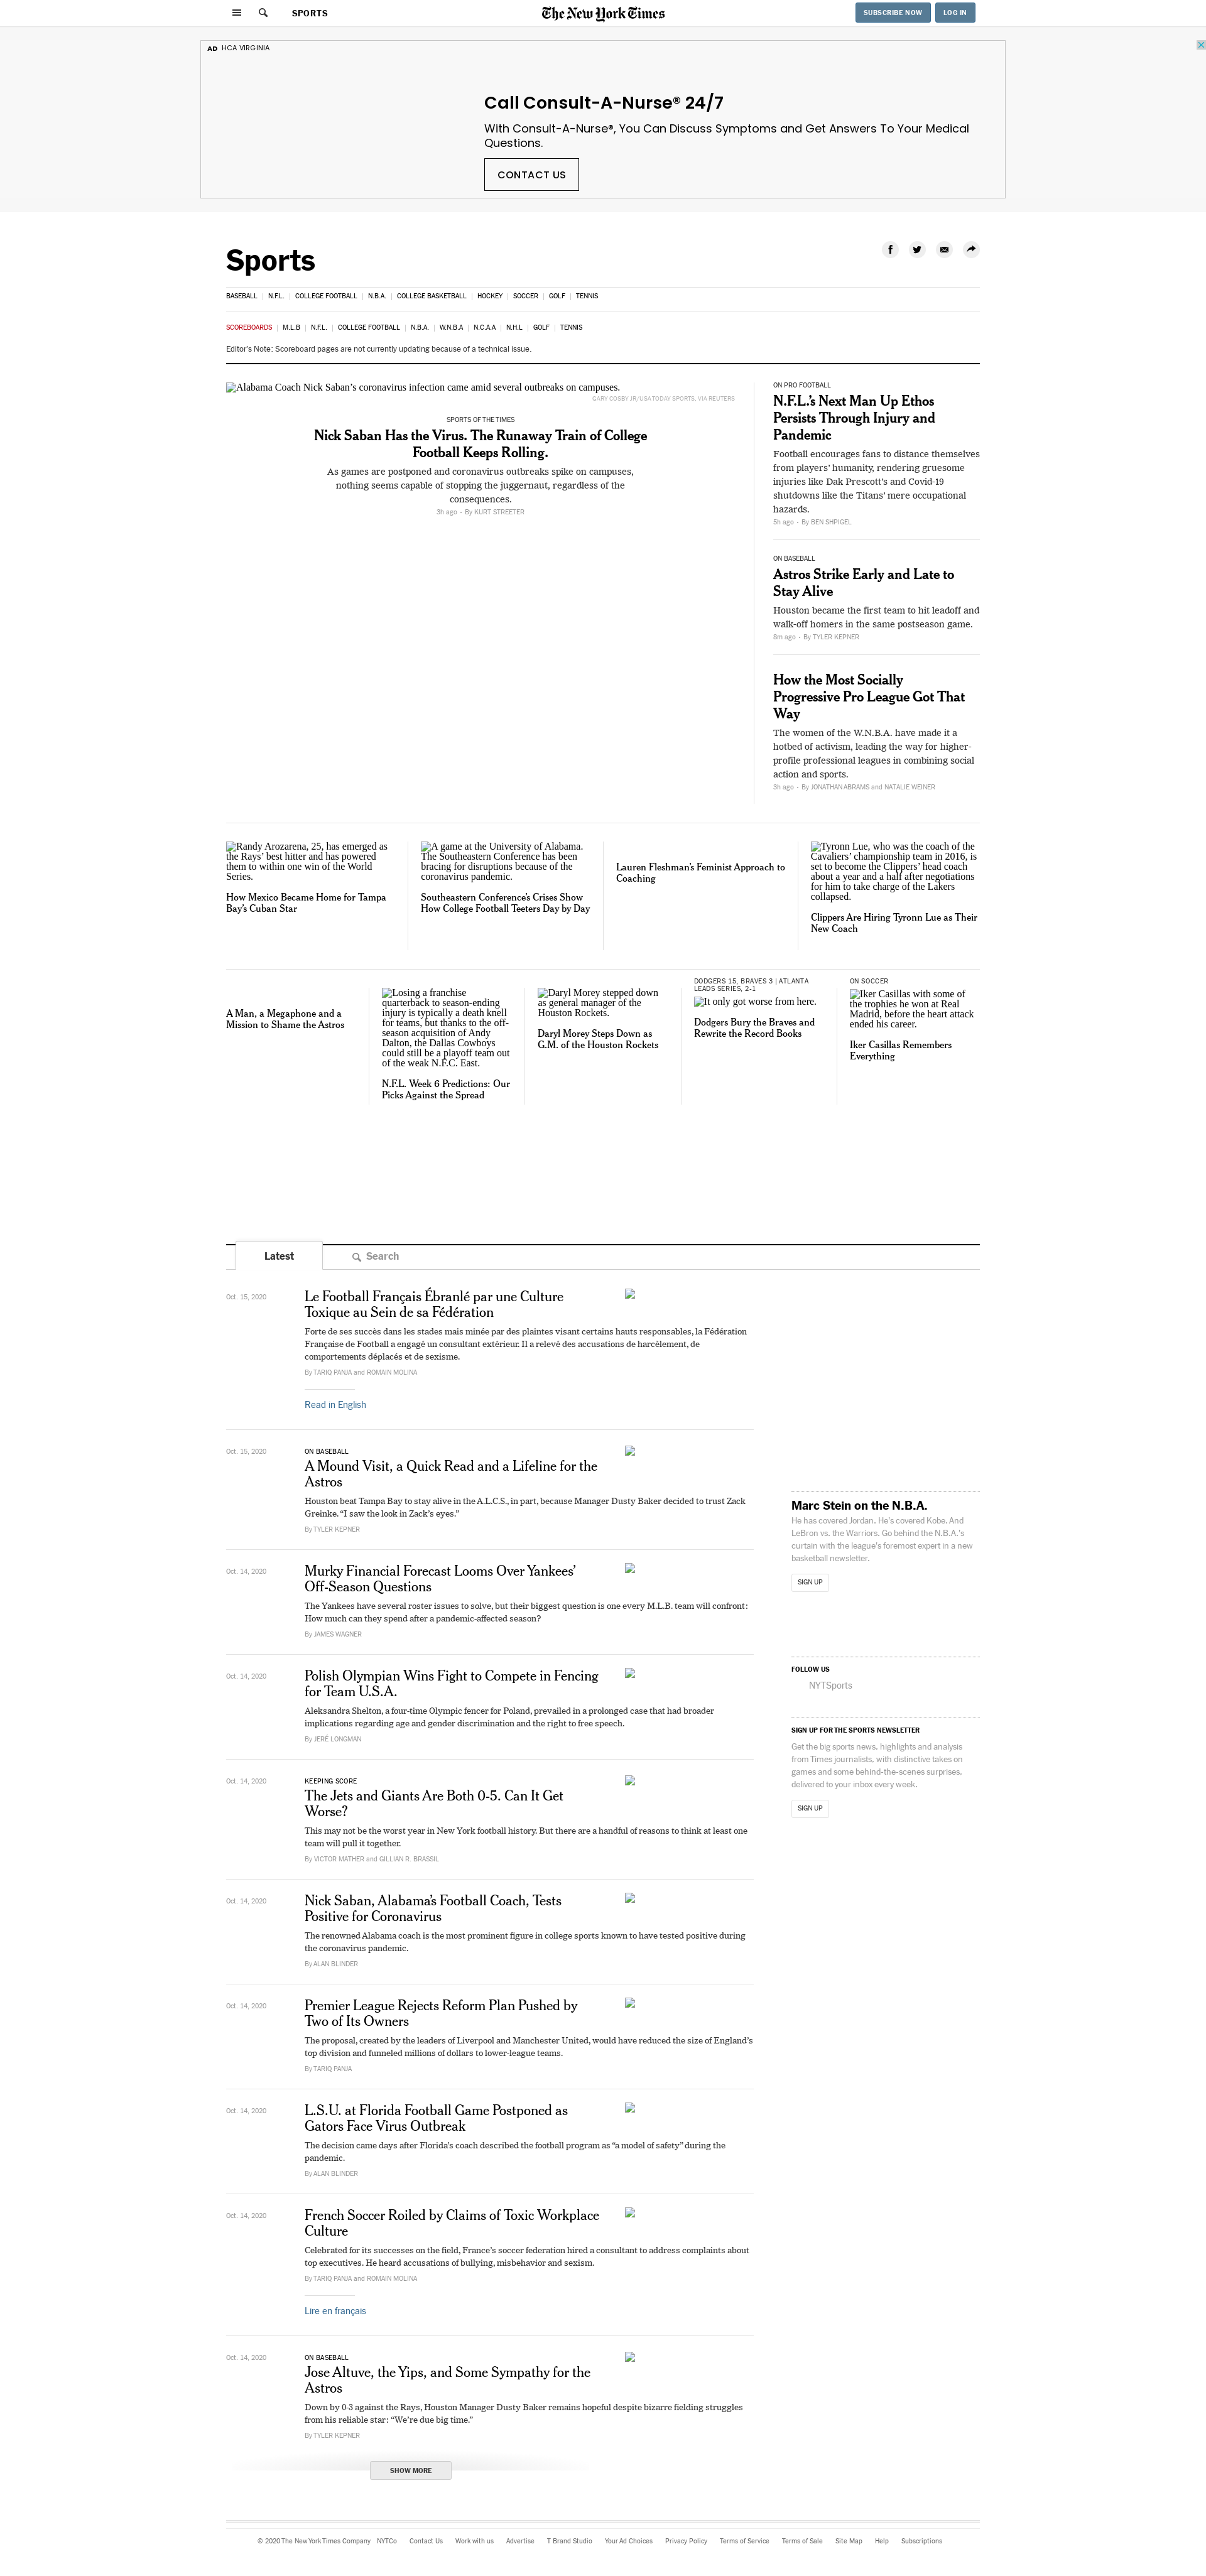 SPORTS
The New York Times
SUBSCRIBE NOW
LOG IN
AD HCA VIRGINIA
Call Consult-A-Nurse® 24/7
With Consult-A-Nurse®, You Can Discuss Symptoms and Get Answers To Your Medical
Questions.
CONTACT US
Sports
BASEBALL | N.F.L. | COLLEGE FOOTBALL | N.B.A. | COLLEGE BASKETBALL | HOCKEY | SOCCER | GOLF | TENNIS
SCOREBOARDS | M.L.B | N.F.L. | COLLEGE FOOTBALL | N.B.A. | W.N.B.A | N.C.A.A | N.H.L | GOLF | TENNIS
Editor's Note: Scoreboard pages are not currently updating because of a technical issue.
Alabama Coach Nick Saban’s coronavirus infection came amid several outbreaks on campuses.
GARY COSBY JR/USA TODAY SPORTS, VIA REUTERS
SPORTS OF THE TIMES
Nick Saban Has the Virus. The Runaway Train of College
Football Keeps Rolling.
As games are postponed and coronavirus outbreaks spike on campuses,
nothing seems capable of stopping the juggernaut, regardless of the
consequences.
3h ago • By KURT STREETER
ON PRO FOOTBALL
N.F.L.’s Next Man Up Ethos
Persists Through Injury and
Pandemic
Football encourages fans to distance themselves
from players’ humanity, rendering gruesome
injuries like Dak Prescott’s and Covid-19
shutdowns like the Titans’ mere occupational
hazards.
5h ago • By BEN SHPIGEL
ON BASEBALL
Astros Strike Early and Late to
Stay Alive
Houston became the first team to hit leadoff and
walk-off homers in the same postseason game.
8m ago • By TYLER KEPNER
How the Most Socially
Progressive Pro League Got That
Way
The women of the W.N.B.A. have made it a
hotbed of activism, leading the way for higher-
profile professional leagues in combining social
action and sports.
3h ago • By JONATHAN ABRAMS and NATALIE WEINER
Randy Arozarena, 25, has emerged as
the Rays’ best hitter and has powered
them to within one win of the World
Series.
How Mexico Became Home for Tampa
Bay’s Cuban Star
A game at the University of Alabama.
The Southeastern Conference has been
bracing for disruptions because of the
coronavirus pandemic.
Southeastern Conference’s Crises Show
How College Football Teeters Day by Day
Lauren Fleshman’s Feminist Approach to
Coaching
Tyronn Lue, who was the coach of the
Cavaliers’ championship team in 2016, is
set to become the Clippers’ head coach
about a year and a half after negotiations
for him to take charge of the Lakers
collapsed.
Clippers Are Hiring Tyronn Lue as Their
New Coach
A Man, a Megaphone and a
Mission to Shame the Astros
Losing a franchise
quarterback to season-ending
injury is typically a death knell
for teams, but thanks to the off-
season acquisition of Andy
Dalton, the Dallas Cowboys
could still be a playoff team out
of the weak N.F.C. East.
N.F.L. Week 6 Predictions: Our
Picks Against the Spread
Daryl Morey stepped down
as general manager of the
Houston Rockets.
Daryl Morey Steps Down as
G.M. of the Houston Rockets
DODGERS 15, BRAVES 3 | ATLANTA
LEADS SERIES, 2-1
It only got worse from here.
Dodgers Bury the Braves and
Rewrite the Record Books
ON SOCCER
Iker Casillas with some of
the trophies he won at Real
Madrid, before the heart attack
ended his career.
Iker Casillas Remembers
Everything
Latest
Search
Oct. 15, 2020
Le Football Français Ébranlé par une Culture
Toxique au Sein de sa Fédération
Forte de ses succès dans les stades mais minée par des plaintes visant certains hauts responsables, la Fédération
Française de Football a engagé un consultant extérieur. Il a relevé des accusations de harcèlement, de
comportements déplacés et de sexisme.
By TARIQ PANJA and ROMAIN MOLINA
Read in English
Oct. 15, 2020
ON BASEBALL
A Mound Visit, a Quick Read and a Lifeline for the
Astros
Houston beat Tampa Bay to stay alive in the A.L.C.S., in part, because Manager Dusty Baker decided to trust Zack
Greinke. “I saw the look in Zack’s eyes.”
By TYLER KEPNER
Oct. 14, 2020
Murky Financial Forecast Looms Over Yankees’
Off-Season Questions
The Yankees have several roster issues to solve, but their biggest question is one every M.L.B. team will confront:
How much can they spend after a pandemic-affected season?
By JAMES WAGNER
Oct. 14, 2020
Polish Olympian Wins Fight to Compete in Fencing
for Team U.S.A.
Aleksandra Shelton, a four-time Olympic fencer for Poland, prevailed in a prolonged case that had broader
implications regarding age and gender discrimination and the right to free speech.
By JERÉ LONGMAN
Oct. 14, 2020
KEEPING SCORE
The Jets and Giants Are Both 0-5. Can It Get
Worse?
This may not be the worst year in New York football history. But there are a handful of reasons to think at least one
team will pull it together.
By VICTOR MATHER and GILLIAN R. BRASSIL
Oct. 14, 2020
Nick Saban, Alabama’s Football Coach, Tests
Positive for Coronavirus
The renowned Alabama coach is the most prominent figure in college sports known to have tested positive during
the coronavirus pandemic.
By ALAN BLINDER
Oct. 14, 2020
Premier League Rejects Reform Plan Pushed by
Two of Its Owners
The proposal, created by the leaders of Liverpool and Manchester United, would have reduced the size of England’s
top division and funneled millions of dollars to lower-league teams.
By TARIQ PANJA
Oct. 14, 2020
L.S.U. at Florida Football Game Postponed as
Gators Face Virus Outbreak
The decision came days after Florida’s coach described the football program as “a model of safety” during the
pandemic.
By ALAN BLINDER
Oct. 14, 2020
French Soccer Roiled by Claims of Toxic Workplace
Culture
Celebrated for its successes on the field, France’s soccer federation hired a consultant to address complaints about
top executives. He heard accusations of bullying, misbehavior and sexism.
By TARIQ PANJA and ROMAIN MOLINA
Lire en français
Oct. 14, 2020
ON BASEBALL
Jose Altuve, the Yips, and Some Sympathy for the
Astros
Down by 0-3 against the Rays, Houston Manager Dusty Baker remains hopeful despite bizarre fielding struggles
from his reliable star: “We’re due big time.”
By TYLER KEPNER
SHOW MORE
Marc Stein on the N.B.A.
He has covered Jordan. He’s covered Kobe. And
LeBron vs. the Warriors. Go behind the N.B.A.’s
curtain with the league’s foremost expert in a new
basketball newsletter.
SIGN UP
FOLLOW US
NYTSports
SIGN UP FOR THE SPORTS NEWSLETTER
Get the big sports news, highlights and analysis
from Times journalists, with distinctive takes on
games and some behind-the-scenes surprises,
delivered to your inbox every week.
SIGN UP
© 2020 The New York Times Company NYTCo Contact Us Work with us Advertise T Brand Studio Your Ad Choices Privacy Policy Terms of Service Terms of Sale Site Map Help Subscriptions